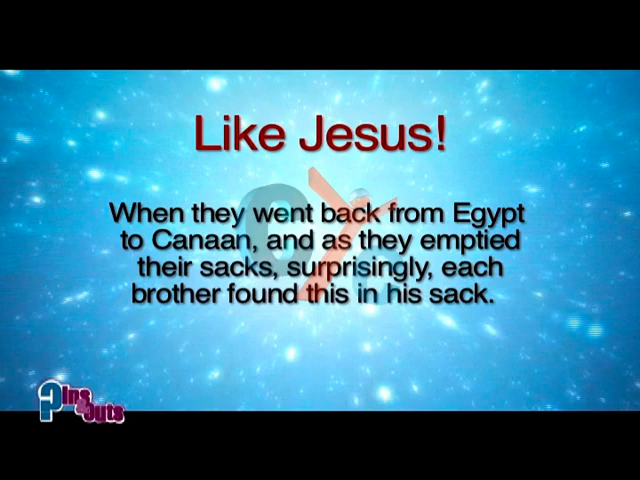 Like Jesus!
When they went back from Egypt
to Canaan, and as they emptied
their sacks, surprisingly, each
brother found this in his sack.
Pins
Outs